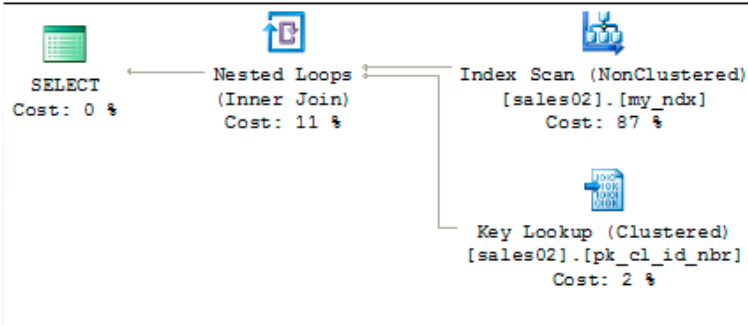 SELECT
Cost: 0 %
Nested Loops
(Inner Join)
Cost: 11 %
Index Scan (NonClustered)
[sales02].[my_ndx]
Cost: 87 %
Key Lookup (Clustered)
[sales02].[pk_cl_id_nbr]
Cost: 2 %